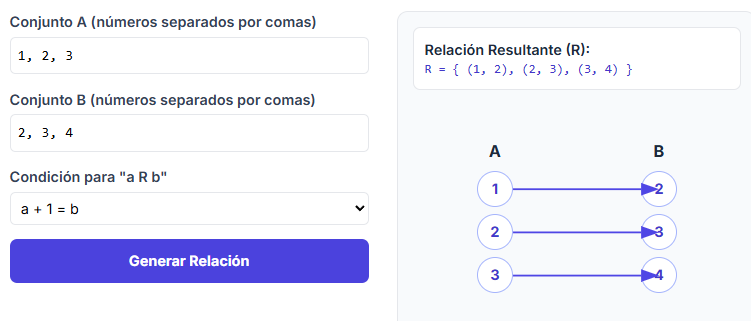 Conjunto A (números separados por comas)
1, 2, 3
Conjunto B (números separados por comas)
2, 3, 4
Condición para "a R b"
a + 1 = b
Generar Relación
Relación Resultante (R):
R = { (1, 2), (2, 3), (3, 4) }
A B
1 2
2 3
3 4